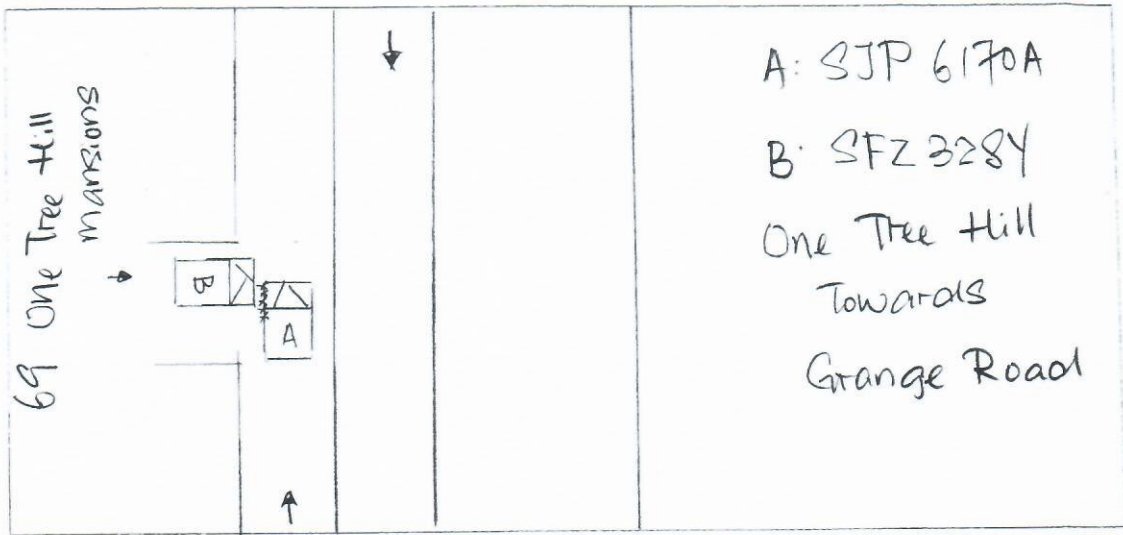 69 One Tree Hill
mansions
B
A
A: SJP 6170A
B: SFZ 328Y
One Tree Hill
Towards
Grange Road